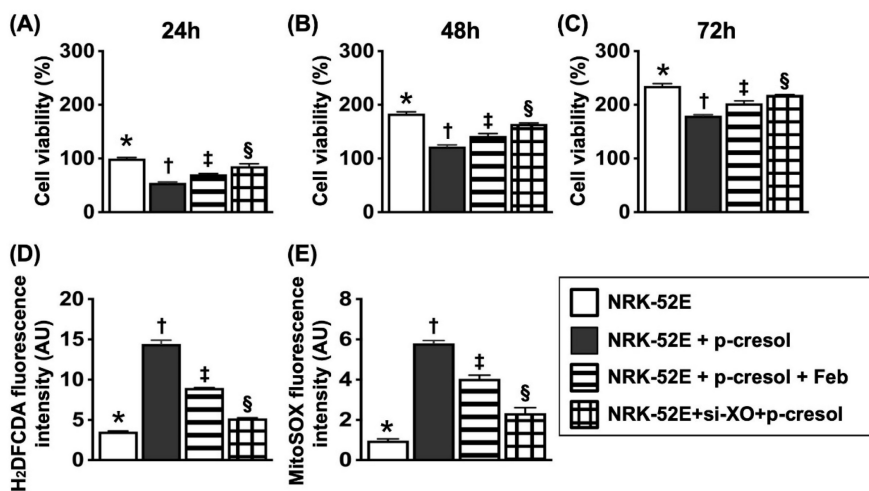 (A) 24h
Cell viability (%)
300
200
100
0
*
†
‡
§
(B) 48h
Cell viability (%)
300
200
100
0
*
†
‡
§
(C) 72h
Cell viability (%)
300
200
100
0
*
†
‡
§
(D)
H₂DFCDA fluorescence
intensity (AU)
20
15
10
5
0
*
†
‡
§
(E)
MitoSOX fluorescence
intensity (AU)
8
6
4
2
0
*
†
‡
§
NRK-52E
NRK-52E + p-cresol
NRK-52E + p-cresol + Feb
NRK-52E+si-XO+p-cresol